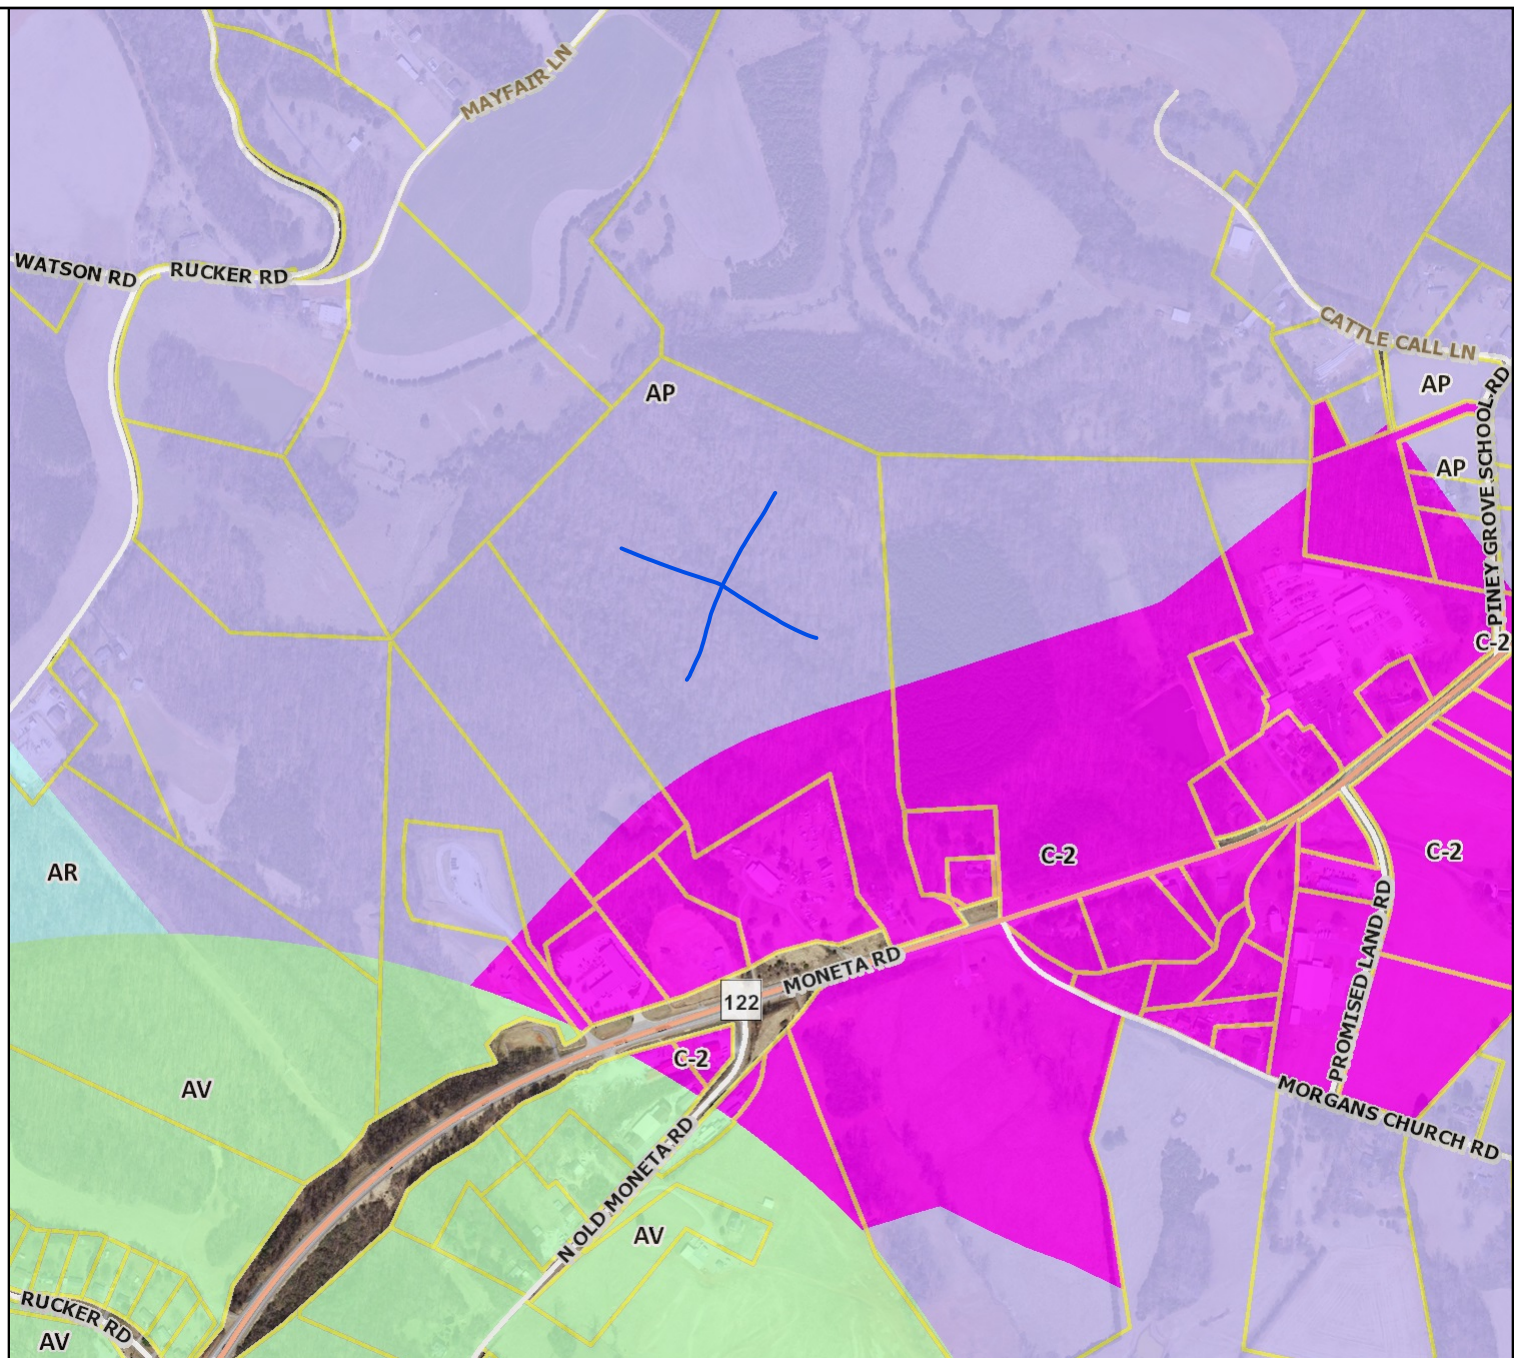 MAYFAIR LN
WATSON RD
RUCKER RD
CATTLE CALL LN
AP
AP
PINEY GROVE SCHOOL RD
AP
C-2
AR
C-2
C-2
MONETA RD
122
PROMISED LAND RD
C-2
AV
MORGANS CHURCH RD
N OLD MONETA RD
AV
RUCKER RD
AV